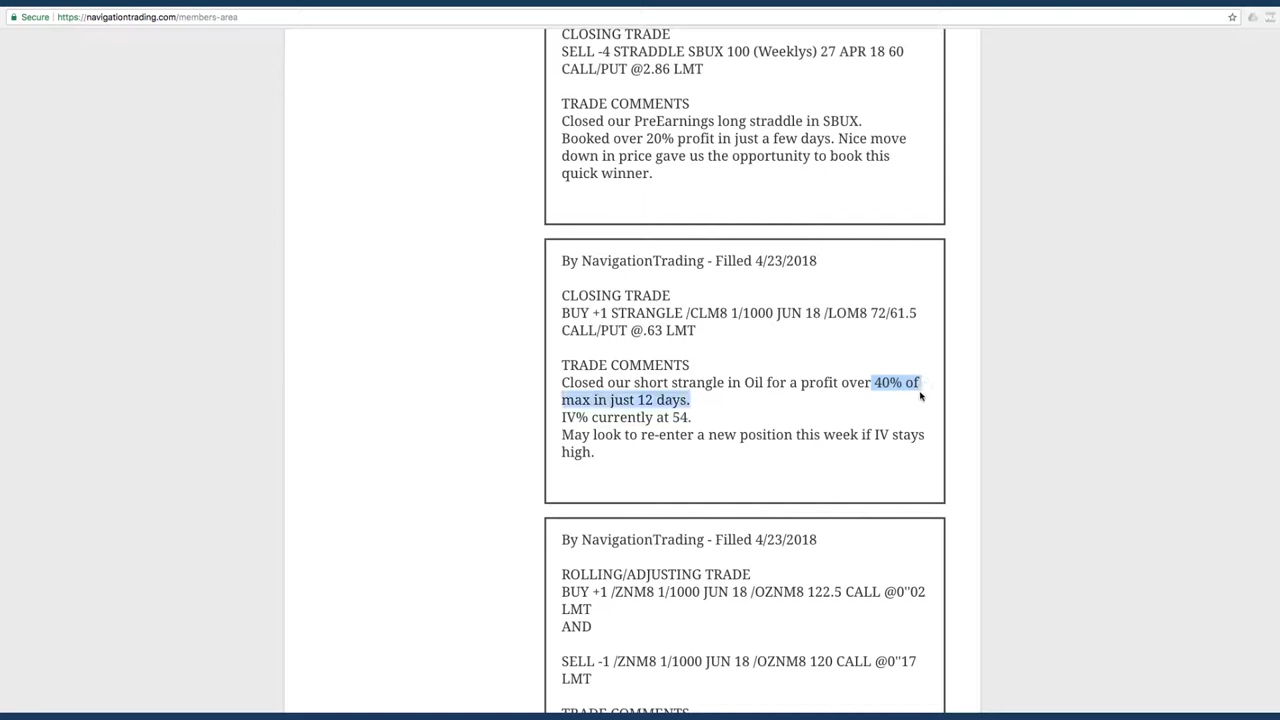 Secure | https://navigationtrading.com/members-area
CLOSING TRADE
SELL -4 STRADDLE SBUX 100 (Weeklys) 27 APR 18 60
CALL/PUT @2.86 LMT
TRADE COMMENTS
Closed our PreEarnings long straddle in SBUX.
Booked over 20% profit in just a few days. Nice move
down in price gave us the opportunity to book this
quick winner.
By NavigationTrading - Filled 4/23/2018
CLOSING TRADE
BUY +1 STRANGLE /CLM8 1/1000 JUN 18 /LOM8 72/61.5
CALL/PUT @.63 LMT
TRADE COMMENTS
Closed our short strangle in Oil for a profit over 40% of
max in just 12 days.
IV% currently at 54.
May look to re-enter a new position this week if IV stays
high.
By NavigationTrading - Filled 4/23/2018
ROLLING/ADJUSTING TRADE
BUY +1 /ZNM8 1/1000 JUN 18 /OZNM8 122.5 CALL @0"02
LMT
AND
SELL -1 /ZNM8 1/1000 JUN 18 /OZNM8 120 CALL @0"17
LMT
TRADE COMMENTS